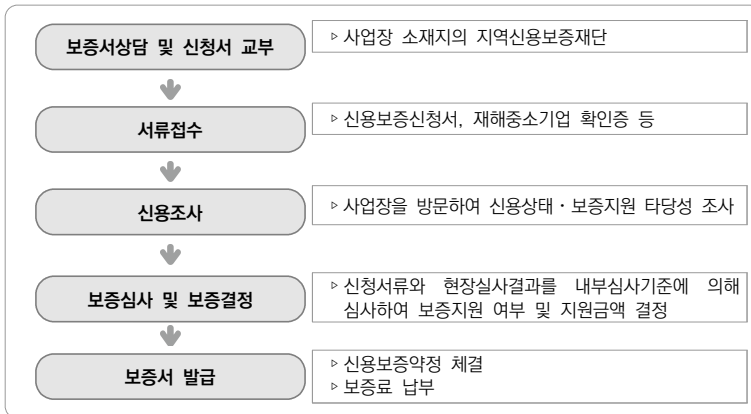 보증서상담 및 신청서 교부
▹사업장 소재지의 지역신용보증재단
서류접수
▹신용보증신청서, 재해중소기업 확인증 등
신용조사
▹사업장을 방문하여 신용상태·보증지원 타당성 조사
보증심사 및 보증결정
▹신청서류와 현장실사결과를 내부심사기준에 의해
심사하여 보증지원 여부 및 지원금액 결정
보증서 발급
▹신용보증약정 체결
▹보증료 납부